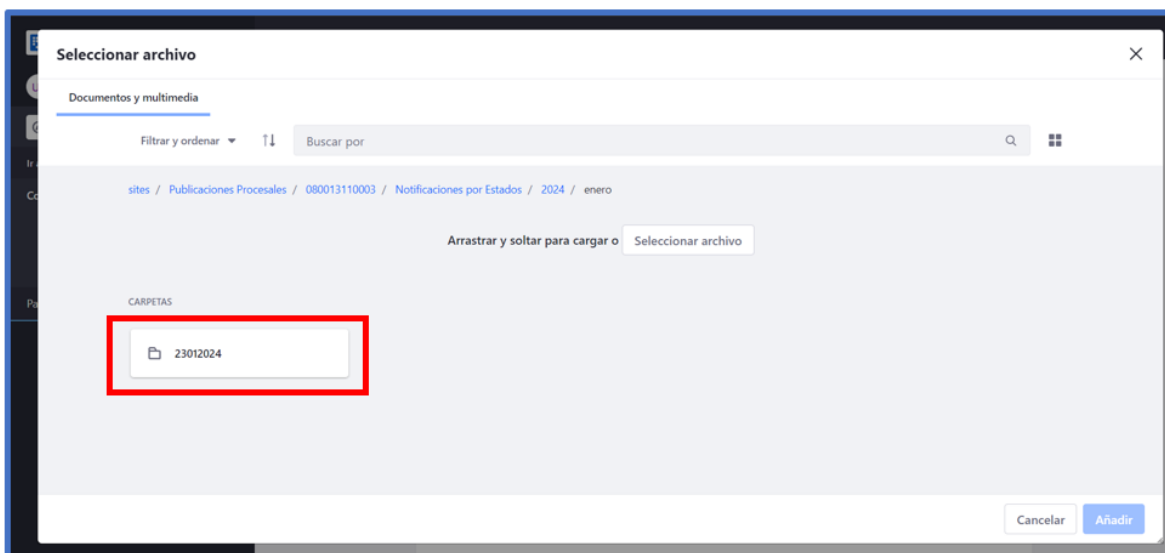 Seleccionar archivo
Documentos y multimedia
Filtrar y ordenar
Buscar por
sites / Publicaciones Procesales / 080013110003 / Notificaciones por Estados / 2024 / enero
Arrastrar y soltar para cargar o Seleccionar archivo
CARPETAS
23012024
Cancelar Añadir